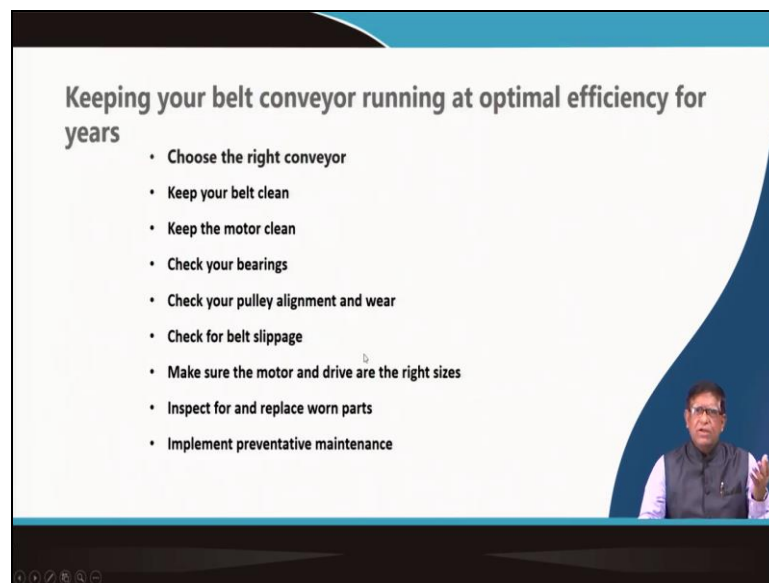 Keeping your belt conveyor running at optimal efficiency for
years
• Choose the right conveyor
• Keep your belt clean
• Keep the motor clean
• Check your bearings
• Check your pulley alignment and wear
• Check for belt slippage
• Make sure the motor and drive are the right sizes
• Inspect for and replace worn parts
• Implement preventative maintenance